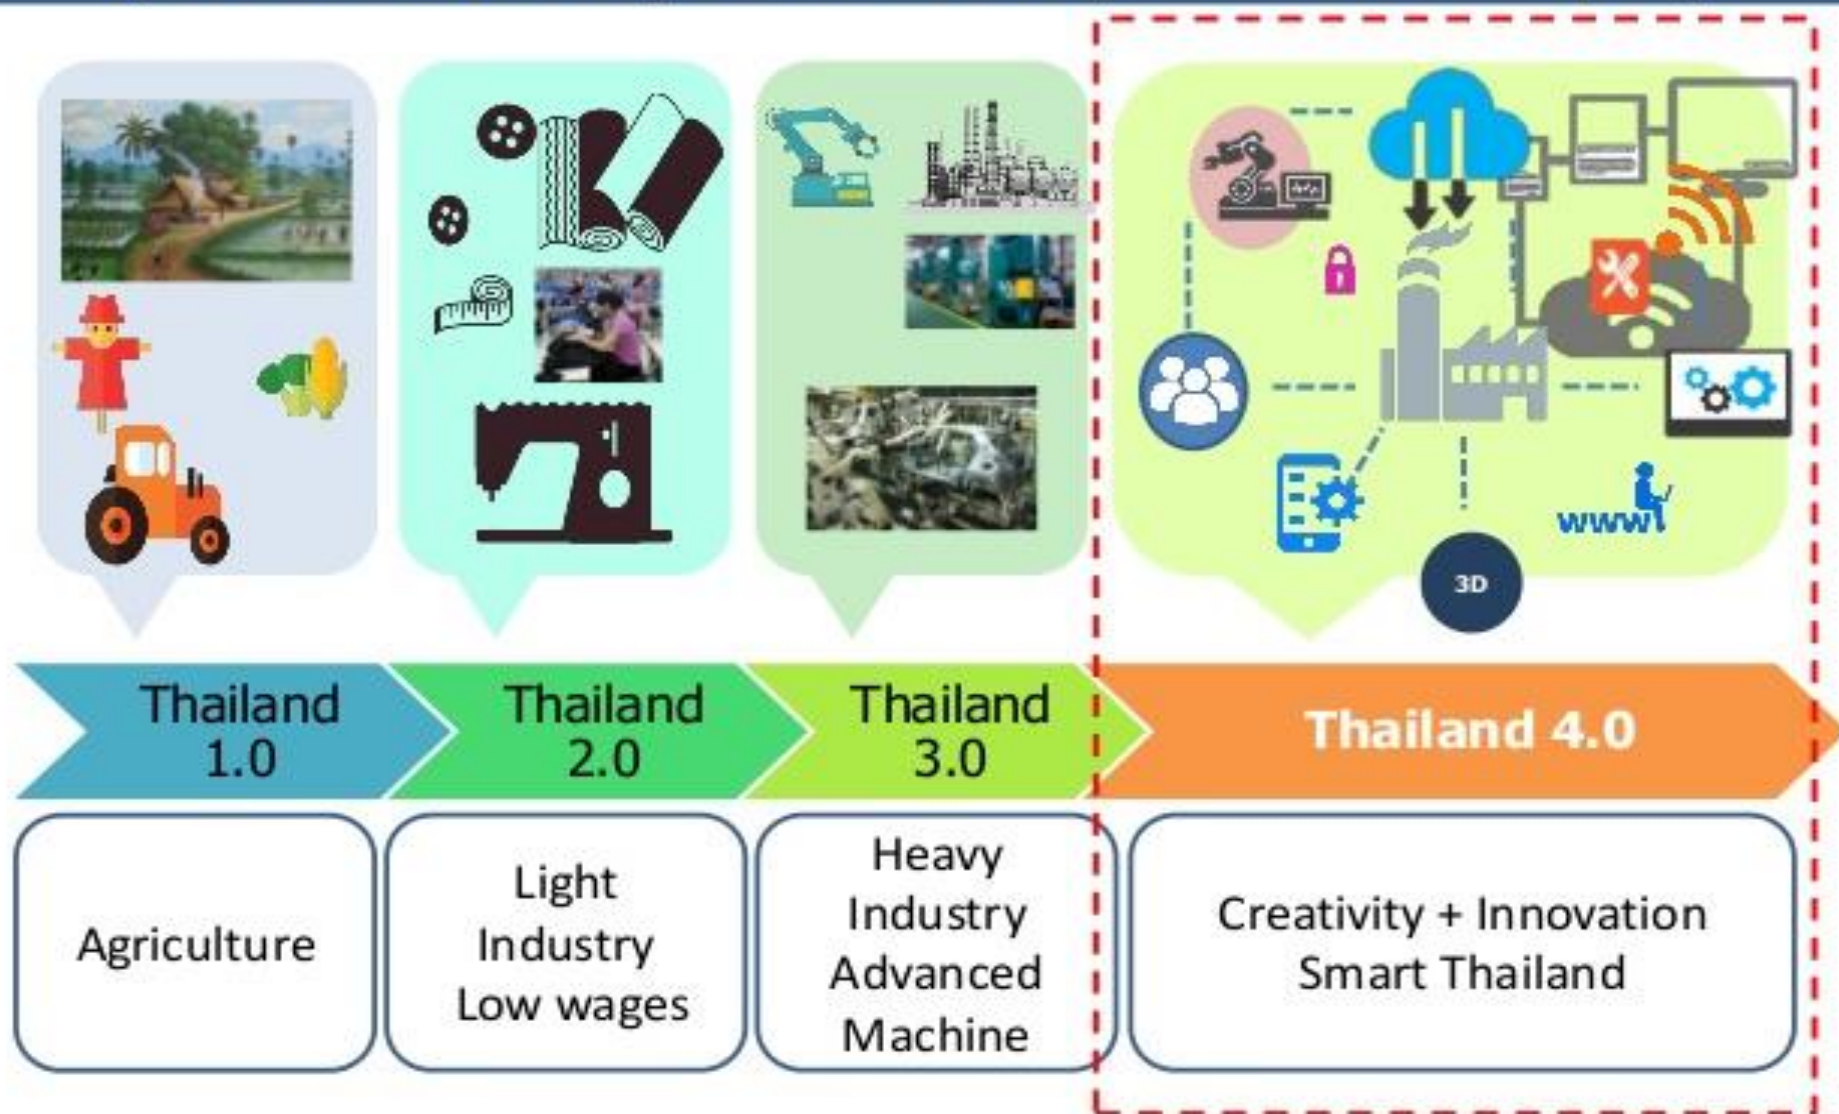 3D
www
Thailand
1.0
Thailand
2.0
Thailand
3.0
Thailand 4.0
Agriculture
Light
Industry
Low wages
Heavy
Industry
Advanced
Machine
Creativity + Innovation
Smart Thailand